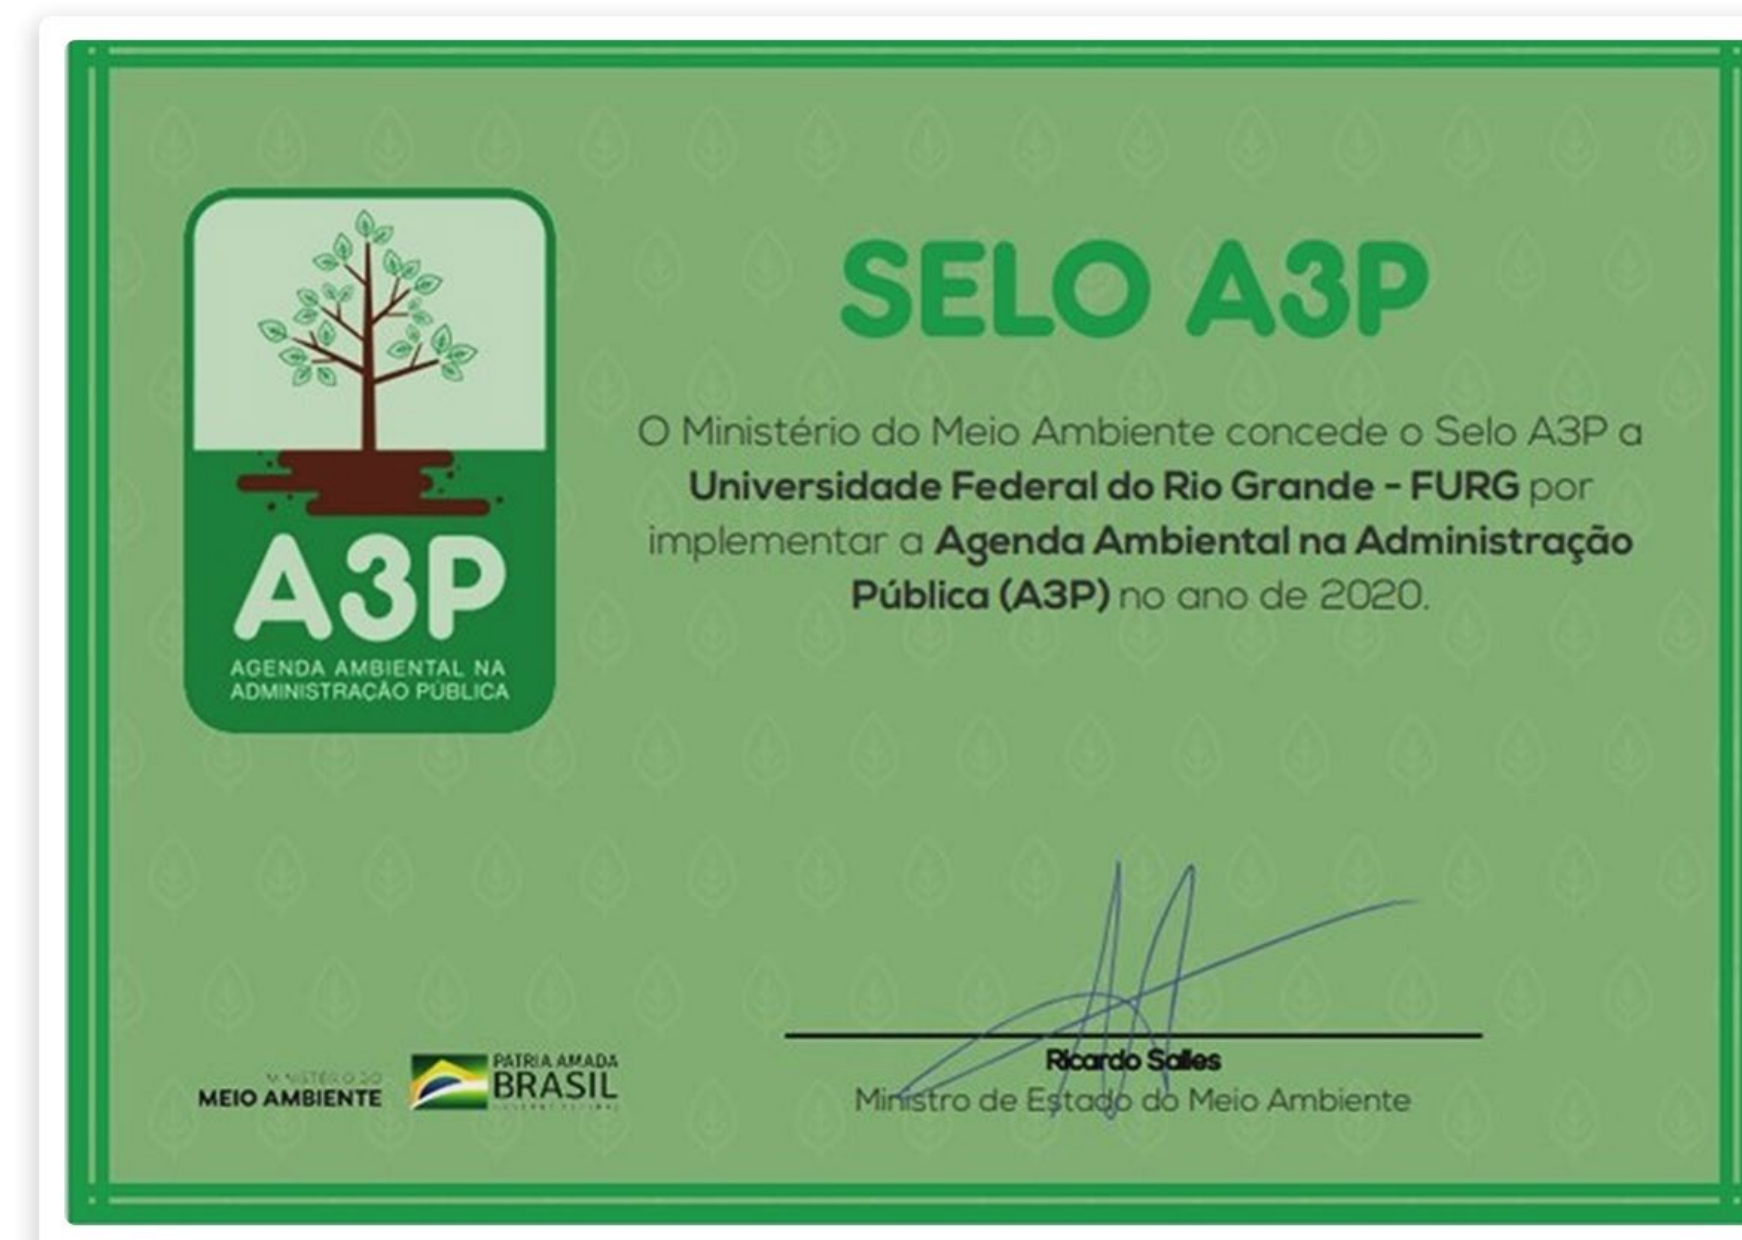 SELO A3P
O Ministério do Meio Ambiente concede o Selo A3P a
Universidade Federal do Rio Grande - FURG por
implementar a Agenda Ambiental na Administração
Pública (A3P) no ano de 2020.
A3P
AGENDA AMBIENTAL NA
ADMINISTRAÇÃO PÚBLICA
Ricardo Salles
Ministro de Estado do Meio Ambiente
MINISTÉRIO DO
MEIO AMBIENTE
PÁTRIA AMADA
BRASIL